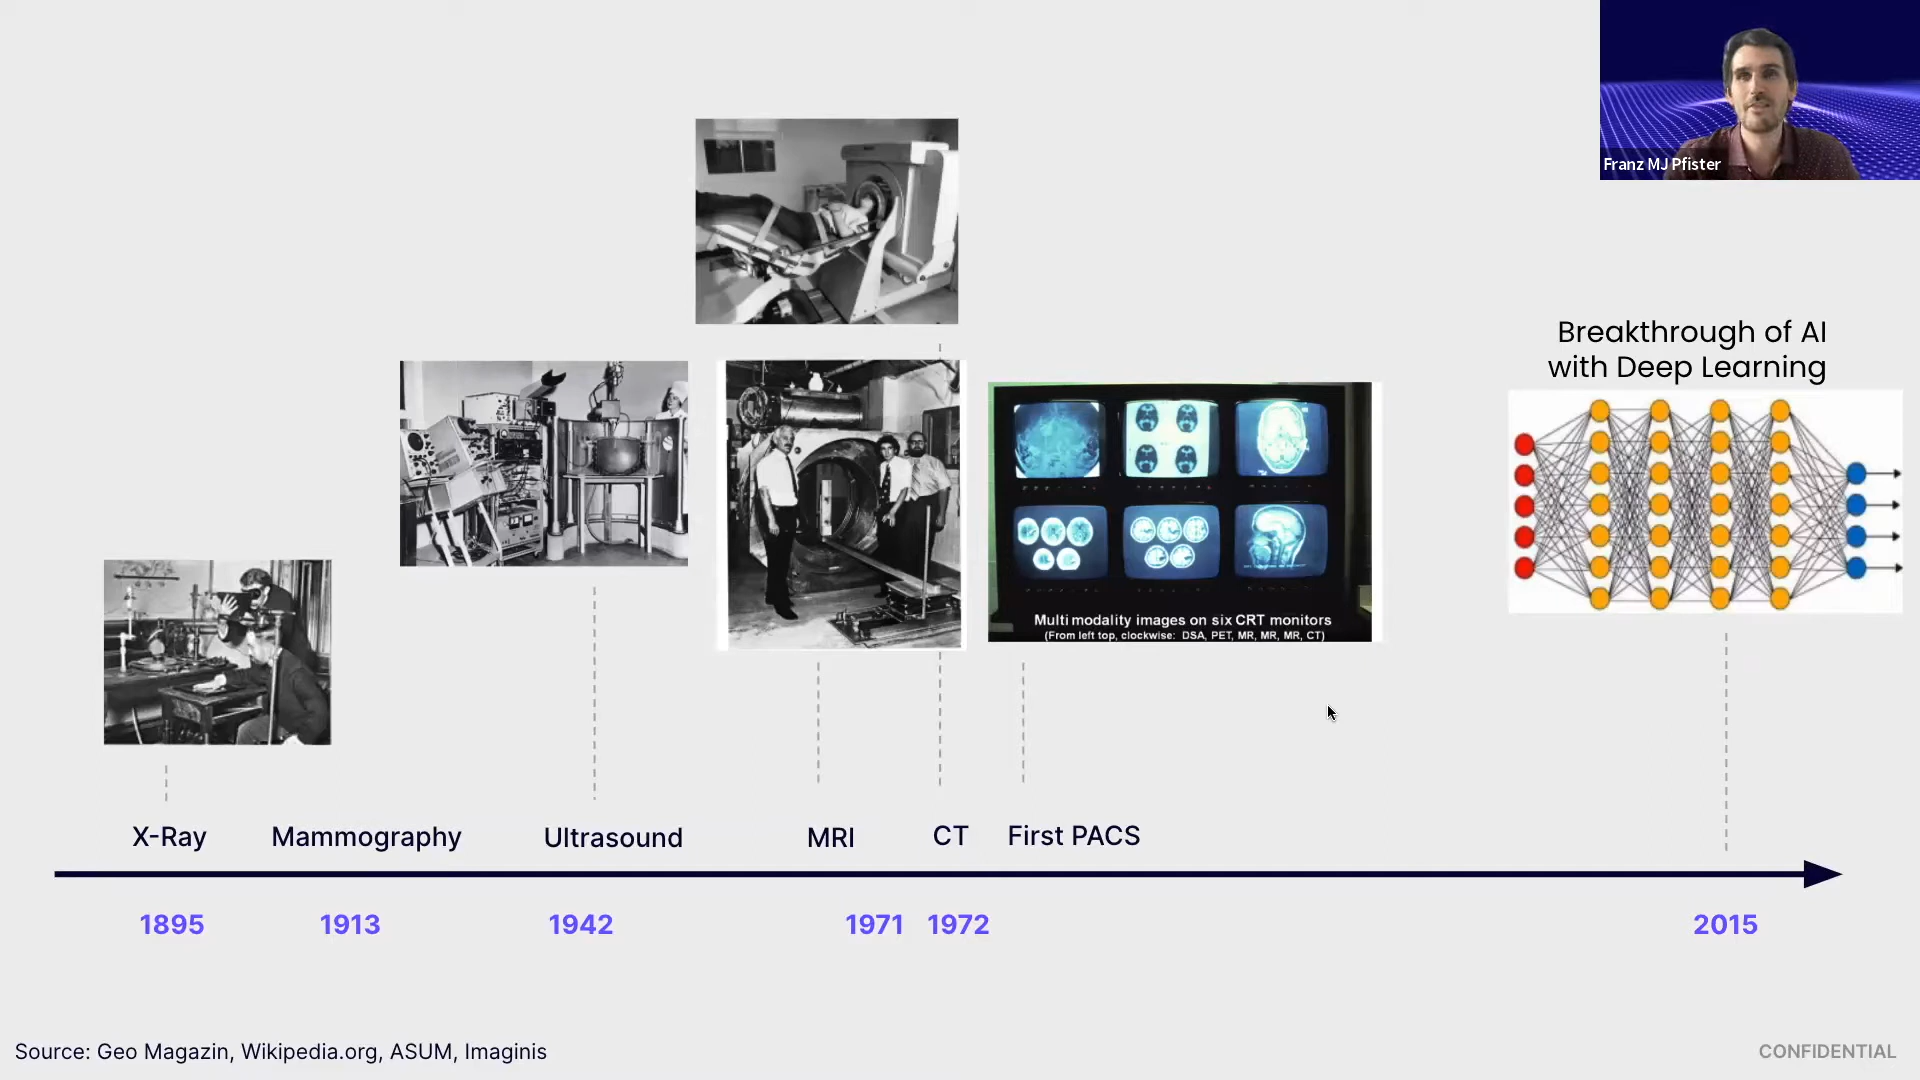 Franz MJ Pfister
Breakthrough of AI
with Deep Learning
Multi modality images on six CRT monitors
(From left top, clockwise: DSA, PET, MR, MR, MR, CT)
X-Ray
Mammography
Ultrasound
MRI
CT
First PACS
1895
1913
1942
1971
1972
2015
Source: Geo Magazin, Wikipedia.org, ASUM, Imaginis
CONFIDENTIAL